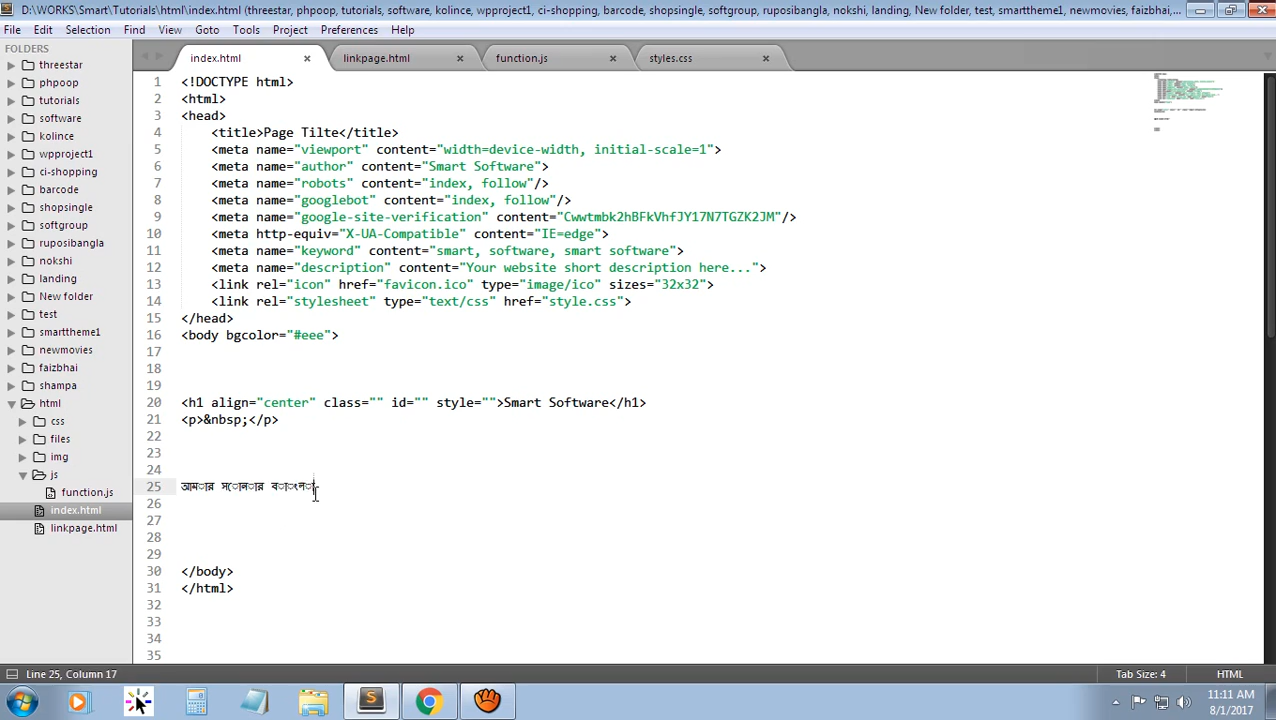 D:\WORKS\Smart\Tutorials\html\index.html (threestar, phpoop, tutorials, software, kolince, wpproject1, ci-shopping, barcode, shopsingle, softgroup, ruposibangla, nokshi, landing, New folder, test, smarttheme1, newmovies, faizbhai,
File Edit Selection Find View Goto Tools Project Preferences Help
FOLDERS
threestar
phpoop
tutorials
software
kolince
wpproject1
ci-shopping
barcode
shopsingle
softgroup
ruposibangla
nokshi
landing
New folder
test
smarttheme1
newmovies
faizbhai
shampa
html
css
files
img
js
function.js
index.html
linkpage.html
index.html linkpage.html function.js styles.css
1 <!DOCTYPE html>
2 <html>
3 <head>
4 <title>Page Tilte</title>
5 <meta name="viewport" content="width=device-width, initial-scale=1">
6 <meta name="author" content="Smart Software">
7 <meta name="robots" content="index, follow"/>
8 <meta name="googlebot" content="index, follow"/>
9 <meta name="google-site-verification" content="Cwwtmbk2hBFkVhfJY17N7TGZK2JM"/>
10 <meta http-equiv="X-UA-Compatible" content="IE=edge">
11 <meta name="keyword" content="smart, software, smart software">
12 <meta name="description" content="Your website short description here...">
13 <link rel="icon" href="favicon.ico" type="image/ico" sizes="32x32">
14 <link rel="stylesheet" type="text/css" href="style.css">
15 </head>
16 <body bgcolor="#eee">
17
18
19
20 <h1 align="center" class="" id="" style="">Smart Software</h1>
21 <p>&nbsp;</p>
22
23
24
25 আমার সোনার বাংলা
26
27
28
29
30 </body>
31 </html>
32
33
34
35
Line 25, Column 17 Tab Size: 4 HTML
11:11 AM
8/1/2017